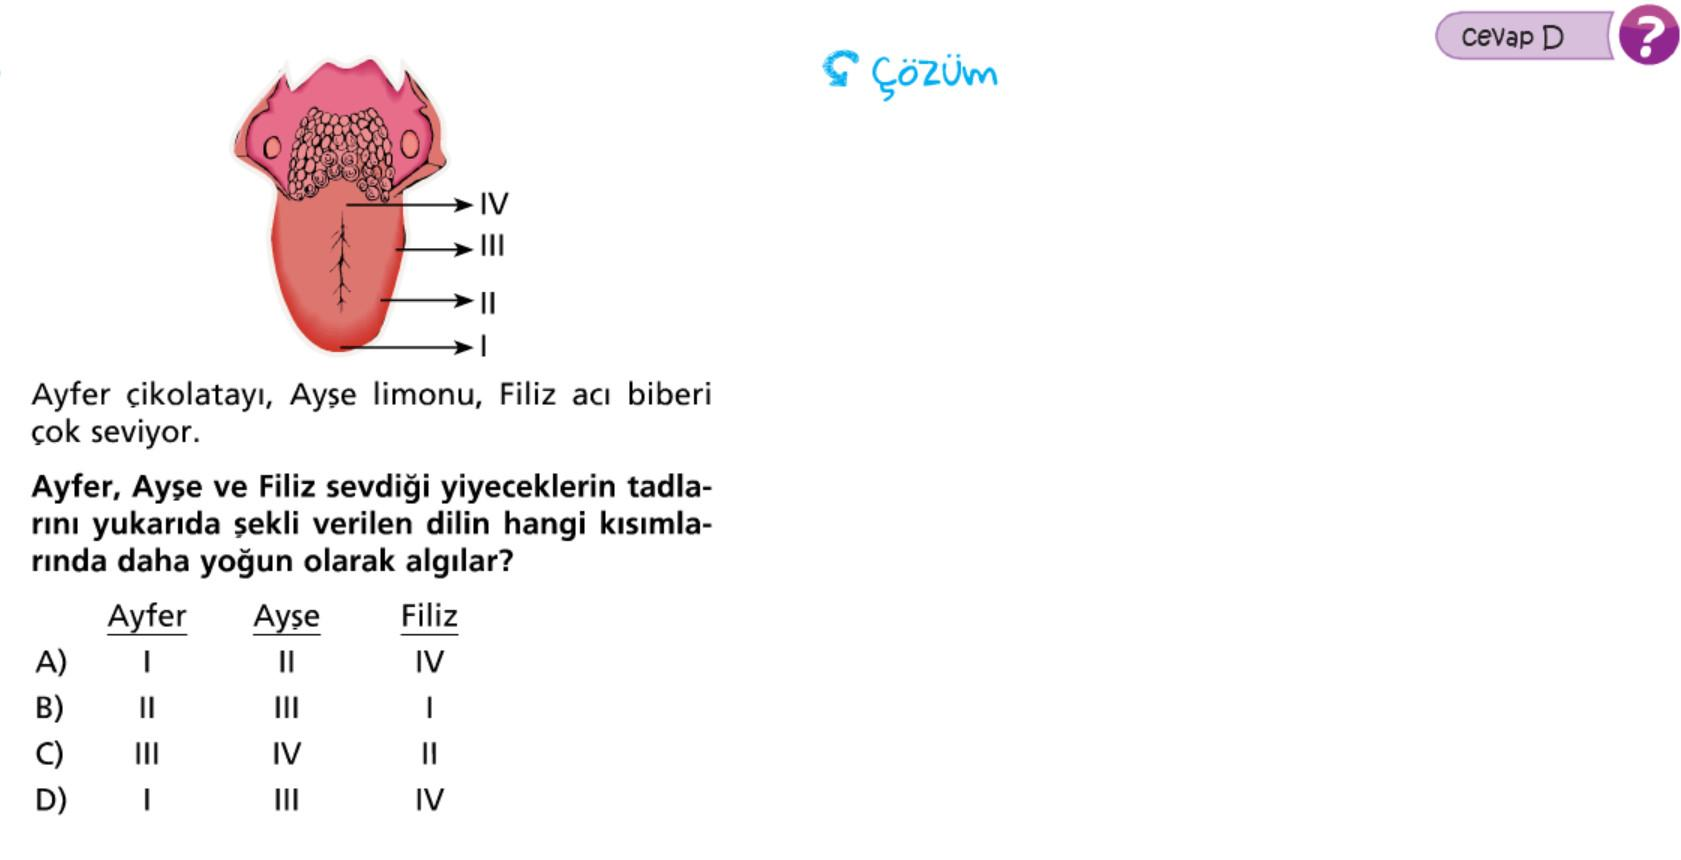 cevap D
?
Çözüm
IV
III
II
I
Ayfer çikolatayı, Ayşe limonu, Filiz acı biberi
çok seviyor.
Ayfer, Ayşe ve Filiz sevdiği yiyeceklerin tadla-
rını yukarıda şekli verilen dilin hangi kısımla-
rında daha yoğun olarak algılar?
Ayfer Ayşe Filiz
A) I II IV
B) II III I
C) III IV II
D) I III IV